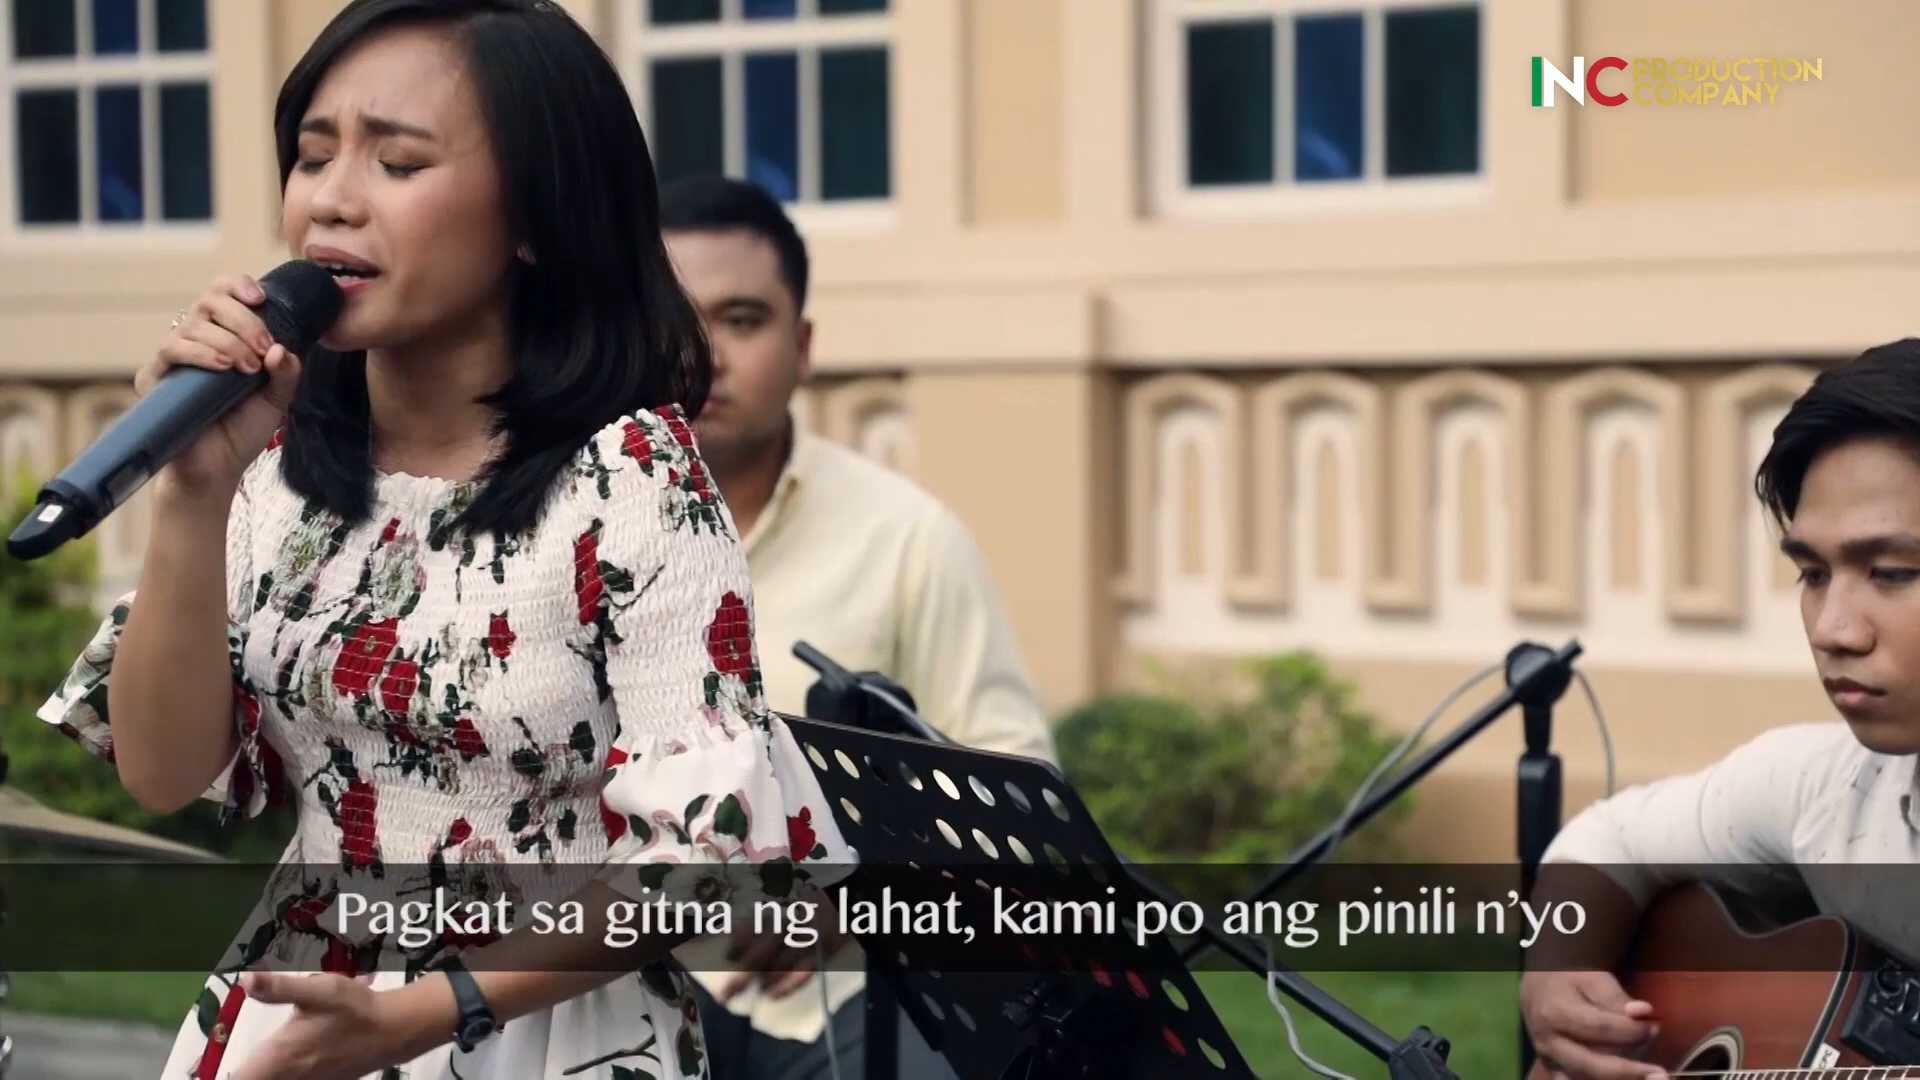 INC PRODUCTION
COMPANY
Pagkat sa gitna ng lahat, kami po ang pinili n'yo